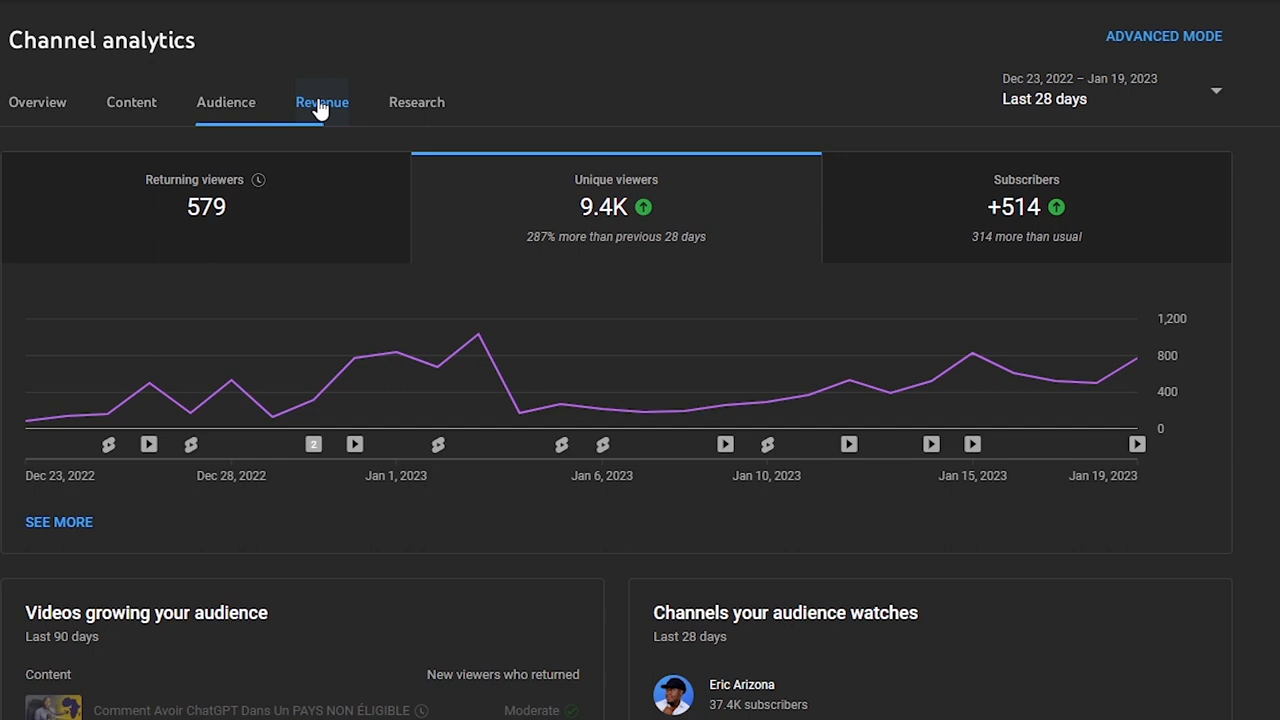 Channel analytics
ADVANCED MODE
Overview
Content
Audience
Revenue
Research
Dec 23, 2022 – Jan 19, 2023
Last 28 days
Returning viewers
579
Unique viewers
9.4K
287% more than previous 28 days
Subscribers
+514
314 more than usual
1,200
800
400
0
2
Dec 23, 2022
Dec 28, 2022
Jan 1, 2023
Jan 6, 2023
Jan 10, 2023
Jan 15, 2023
Jan 19, 2023
SEE MORE
Videos growing your audience
Last 90 days
Content
New viewers who returned
Comment Avoir ChatGPT Dans Un PAYS NON ÉLIGIBLE
Moderate
Channels your audience watches
Last 28 days
Eric Arizona
37.4K subscribers